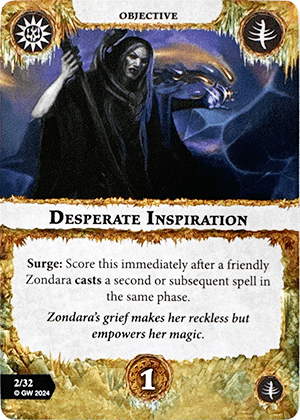 OBJECTIVE
DESPERATE INSPIRATION
Surge: Score this immediately after a friendly
Zondara casts a second or subsequent spell in
the same phase.
Zondara's grief makes her reckless but
empowers her magic.
2/32
© GW 2024
1